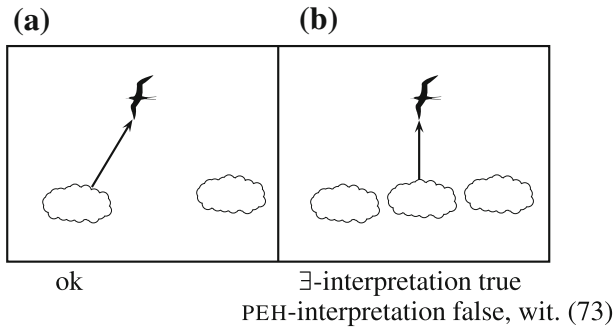 (a) (b)
ok ∃-interpretation true
PEH-interpretation false, wit. (73)